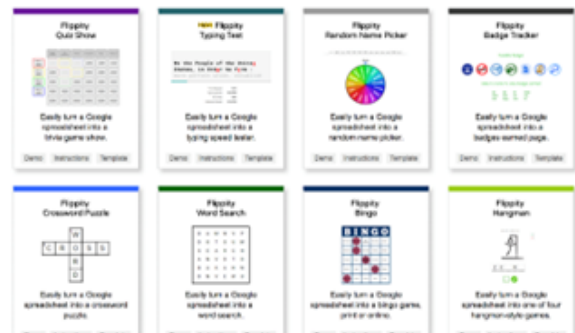 Flippity
Quiz Show
Easily turn a Google
spreadsheet into a
trivia game show.
Demo Instructions Template
Flippity
Typing Test
Easily turn a Google
spreadsheet into a
typing speed tester.
Demo Instructions Template
Flippity
Random Name Picker
Easily turn a Google
spreadsheet into a
random name picker.
Demo Instructions Template
Flippity
Badge Tracker
Easily turn a Google
spreadsheet into a
badges earned page.
Demo Instructions Template
Flippity
Crossword Puzzle
W
CROSS
R
D
Easily turn a Google
spreadsheet into a crossword
puzzle.
Flippity
Word Search
Easily turn a Google
spreadsheet into a
word search.
Flippity
Bingo
BINGO
Easily turn a Google
spreadsheet into a bingo game,
print or online.
Flippity
Hangman
Easily turn a Google
spreadsheet into one of four
hangman-style games.